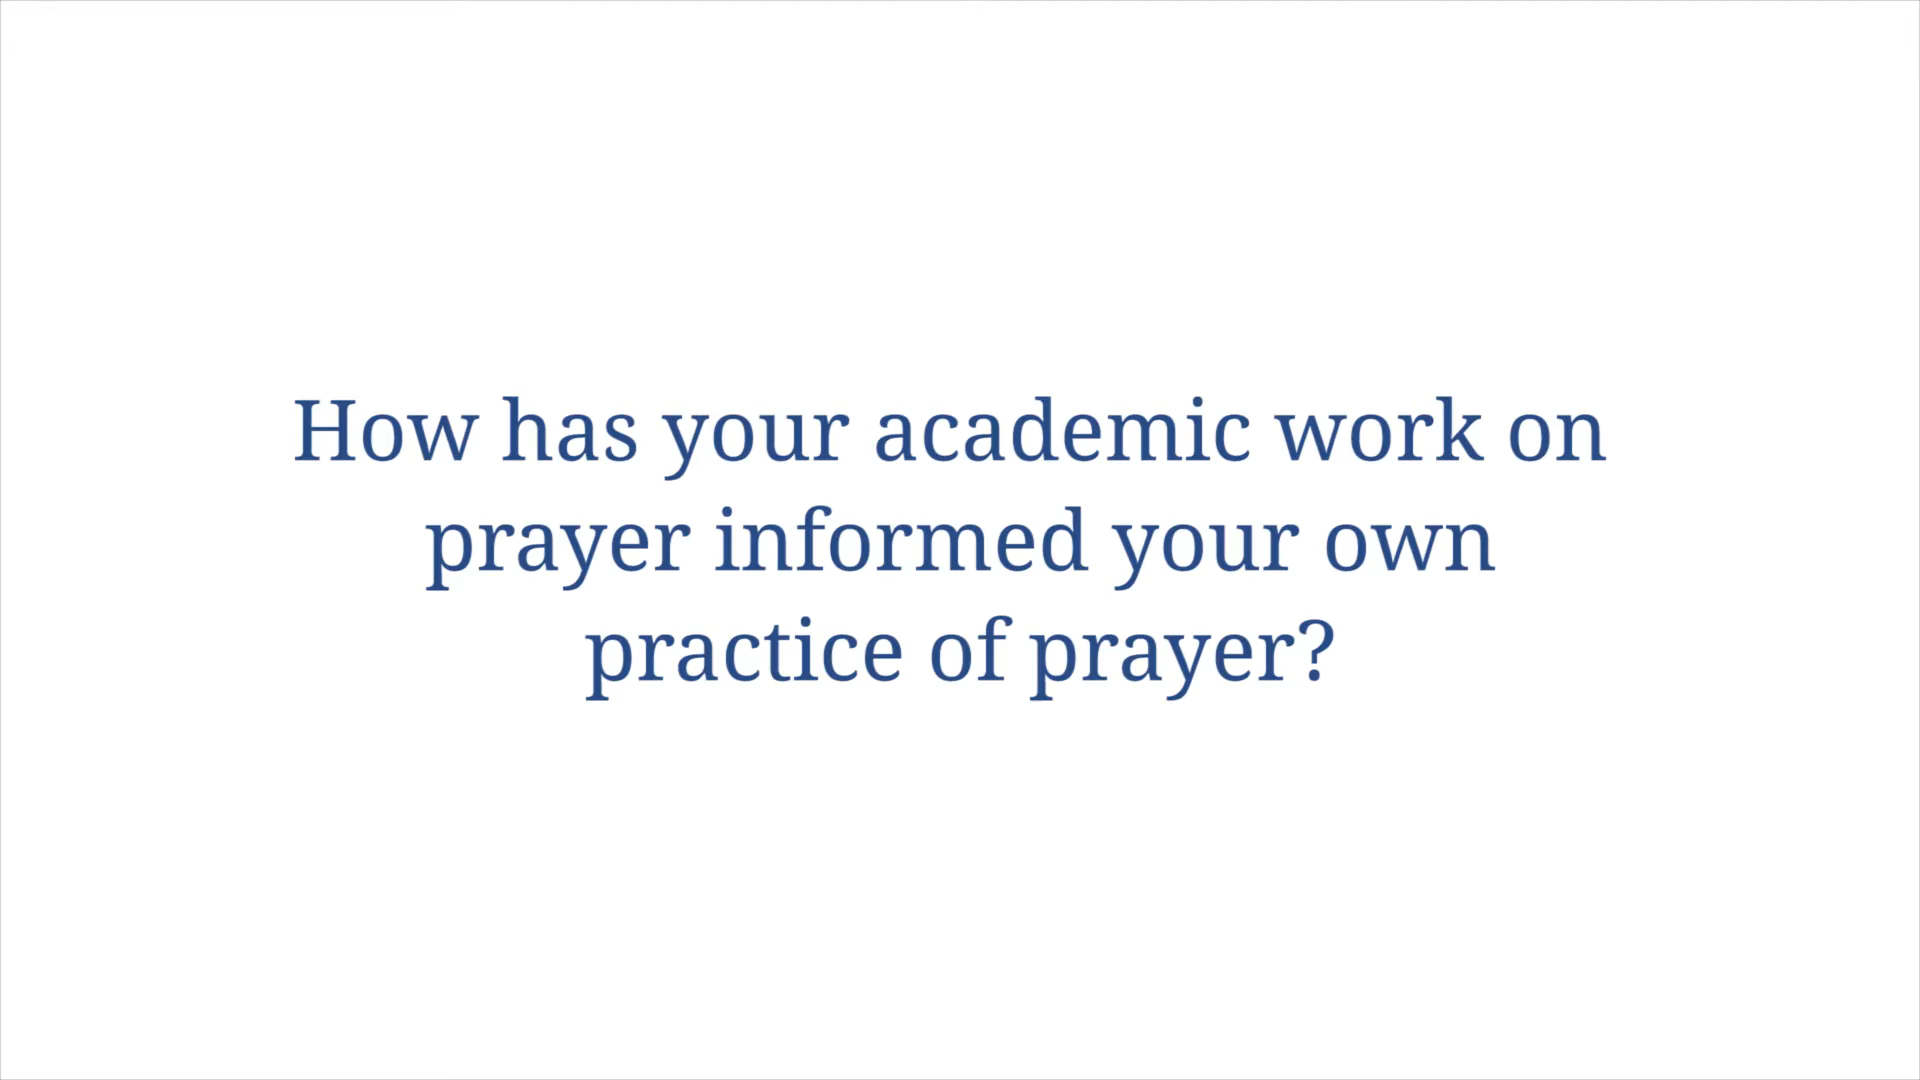 How has your academic work on
prayer informed your own
practice of prayer?